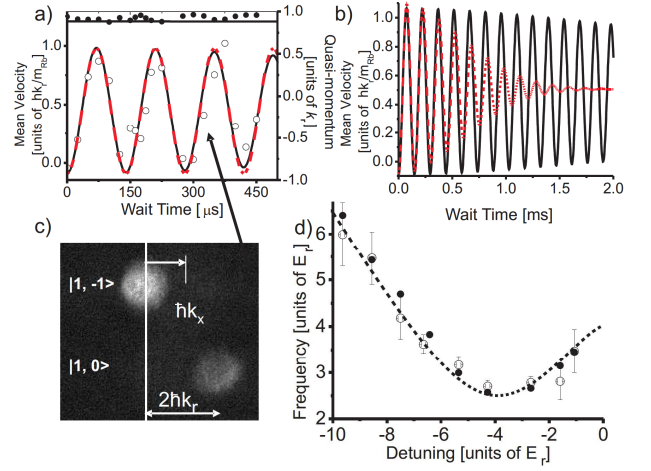 a)
Mean Velocity
[units of ħk/m_Rb]
1.0
0.5
0.0
0
150
300
450
Wait Time [ μs]
1.0
0.5
0.0
-0.5
-1.0
Quasi-momentum
[units of k_r]
b)
Mean Velocity
[units of ħk/m_Rb]
1.0
0.8
0.6
0.4
0.2
0.0
0.0
0.5
1.0
1.5
2.0
Wait Time [ms]
c)
|1, -1>
ħk_x
|1, 0>
2ħk_r
d)
Frequency [units of E_r]
6
5
4
3
2
-10
-8
-6
-4
-2
0
Detuning [units of E_r]